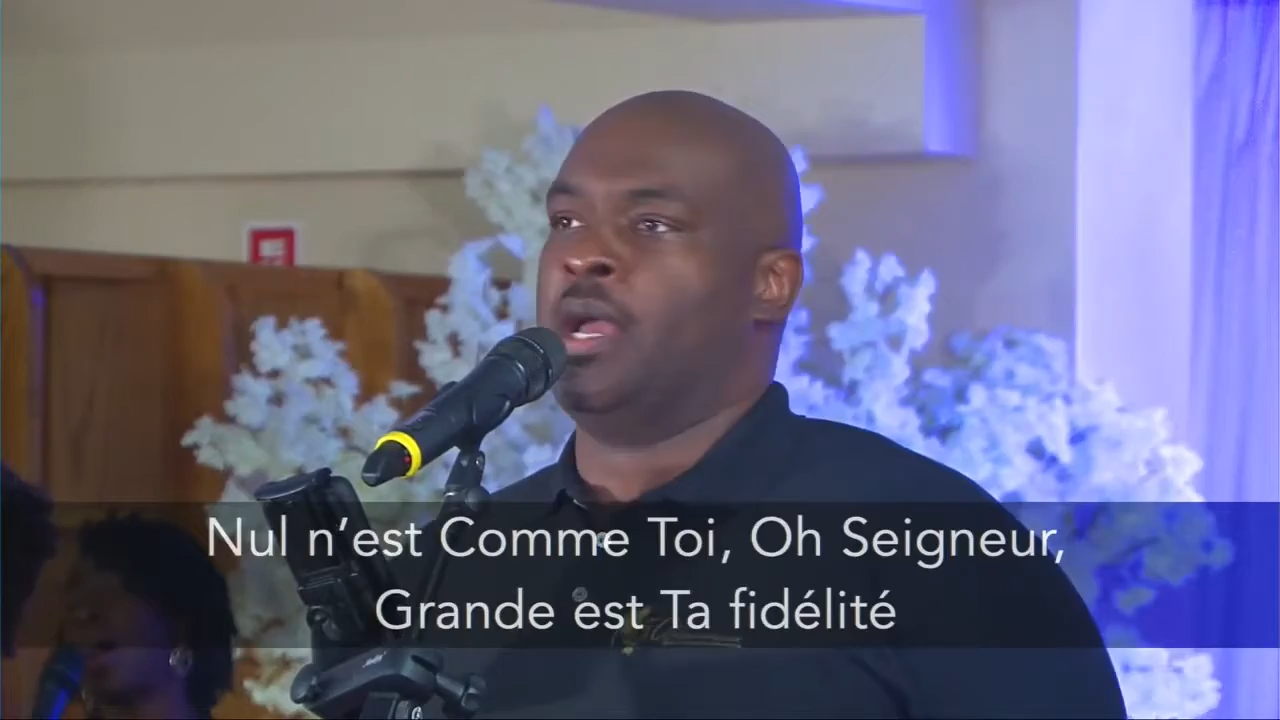 Nul n’est Comme Toi, Oh Seigneur,
Grande est Ta fidélité